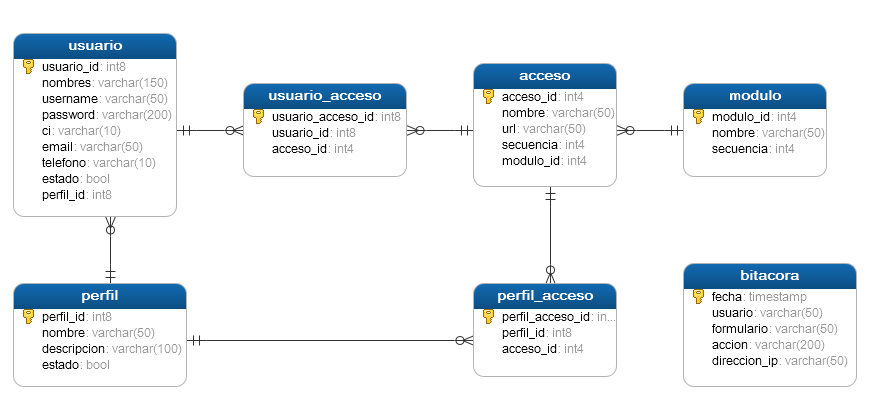 usuario
usuario_id: int8
nombres: varchar(150)
username: varchar(50)
password: varchar(200)
ci: varchar(10)
email: varchar(50)
telefono: varchar(10)
estado: bool
perfil_id: int8
usuario_acceso
usuario_acceso_id: int8
usuario_id: int8
acceso_id: int4
acceso
acceso_id: int4
nombre: varchar(50)
url: varchar(50)
secuencia: int4
modulo_id: int4
modulo
modulo_id: int4
nombre: varchar(50)
secuencia: int4
perfil
perfil_id: int8
nombre: varchar(50)
descripcion: varchar(100)
estado: bool
perfil_acceso
perfil_acceso_id: in...
perfil_id: int8
acceso_id: int4
bitacora
fecha: timestamp
usuario: varchar(50)
formulario: varchar(50)
accion: varchar(200)
direccion_ip: varchar(50)